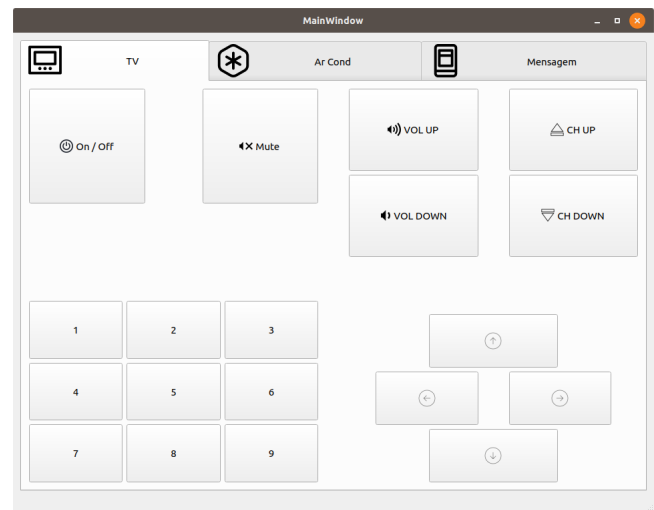 MainWindow
TV
Ar Cond
Mensagem
On / Off
Mute
VOL UP
CH UP
VOL DOWN
CH DOWN
1 2 3
4 5 6
7 8 9